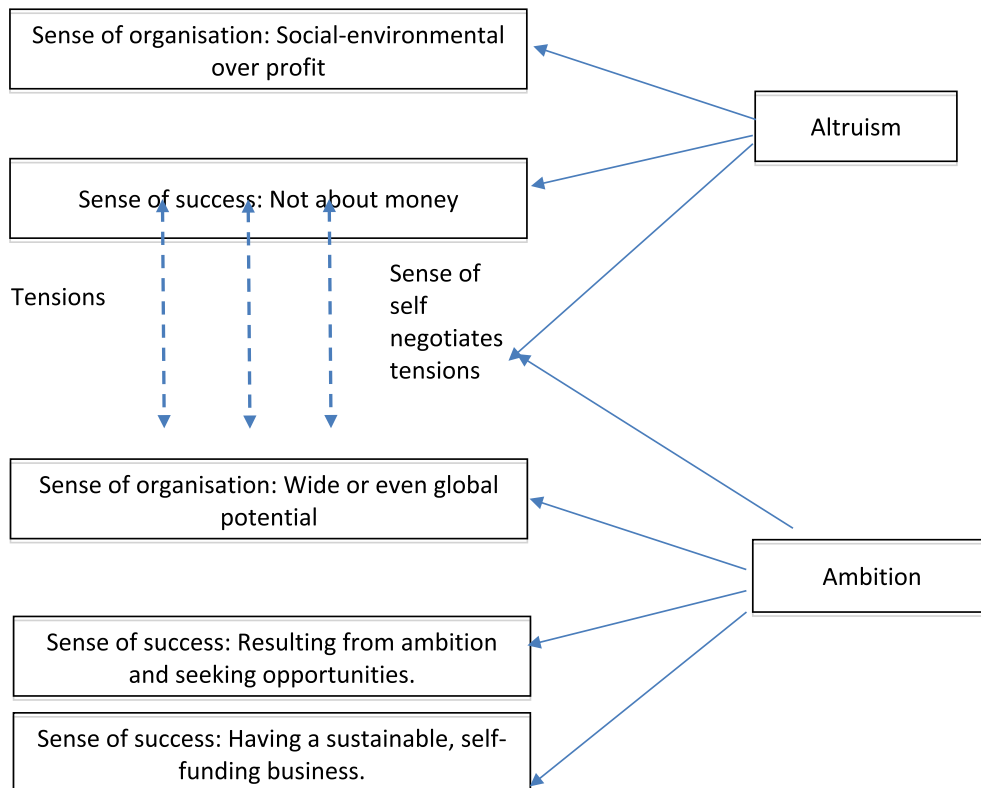 Sense of organisation: Social-environmental
over profit
Altruism
Sense of success: Not about money
Tensions
Sense of
self
negotiates
tensions
Sense of organisation: Wide or even global
potential
Ambition
Sense of success: Resulting from ambition
and seeking opportunities.
Sense of success: Having a sustainable, self-
funding business.